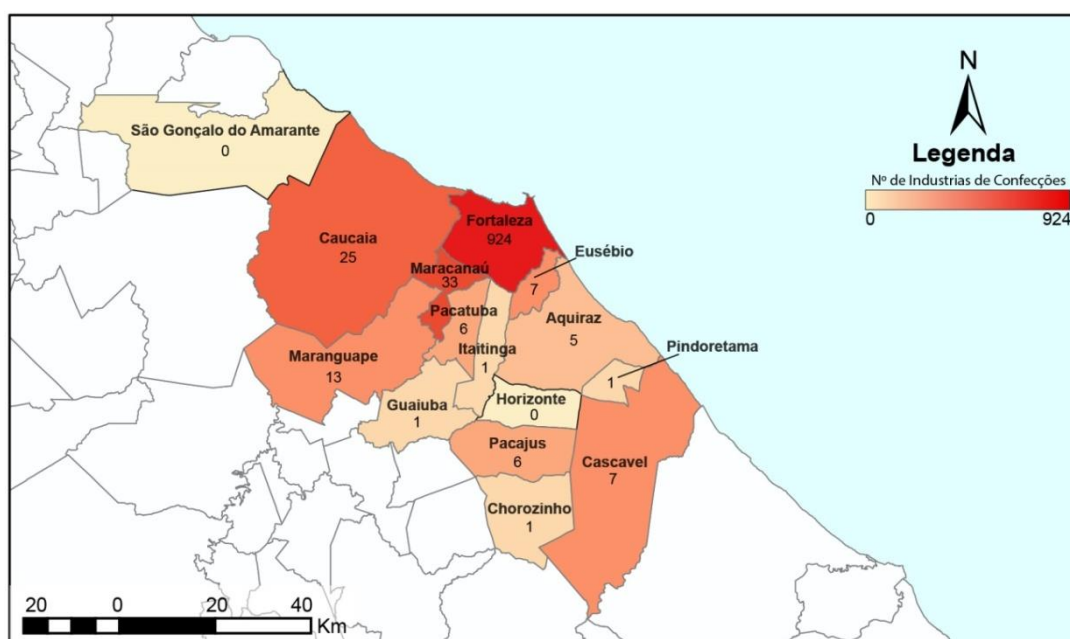 N
Legenda
Nº de Industrias de Confecções
0
924
São Gonçalo do Amarante
0
Fortaleza
924
Caucaia
25
Eusébio
7
Maracanaú
33
Pacatuba
6
Aquiraz
5
Itaitinga
1
Pindoretama
1
Maranguape
13
Guaiuba
1
Horizonte
0
Pacajus
6
Cascavel
7
Chorozinho
1
20 0 20 40
Km